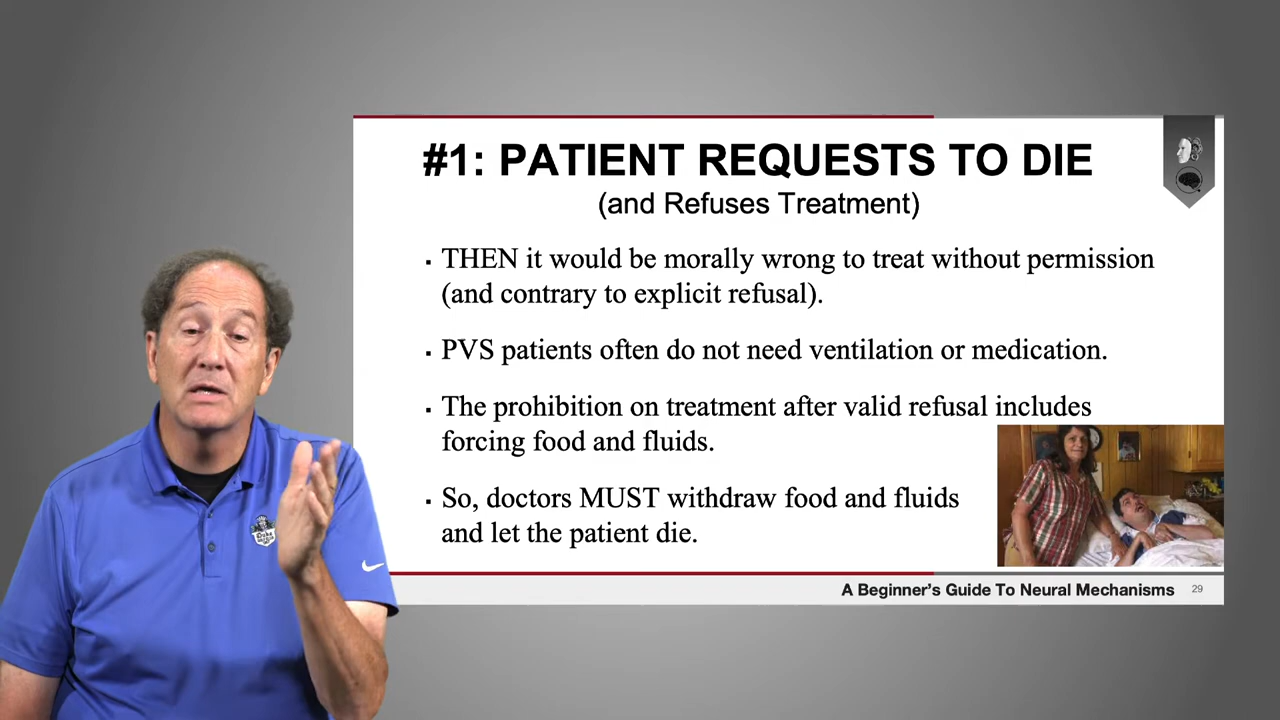 #1: PATIENT REQUESTS TO DIE
(and Refuses Treatment)
▪ THEN it would be morally wrong to treat without permission
(and contrary to explicit refusal).
▪ PVS patients often do not need ventilation or medication.
▪ The prohibition on treatment after valid refusal includes
forcing food and fluids.
▪ So, doctors MUST withdraw food and fluids
and let the patient die.
A Beginner's Guide To Neural Mechanisms 29
Duke